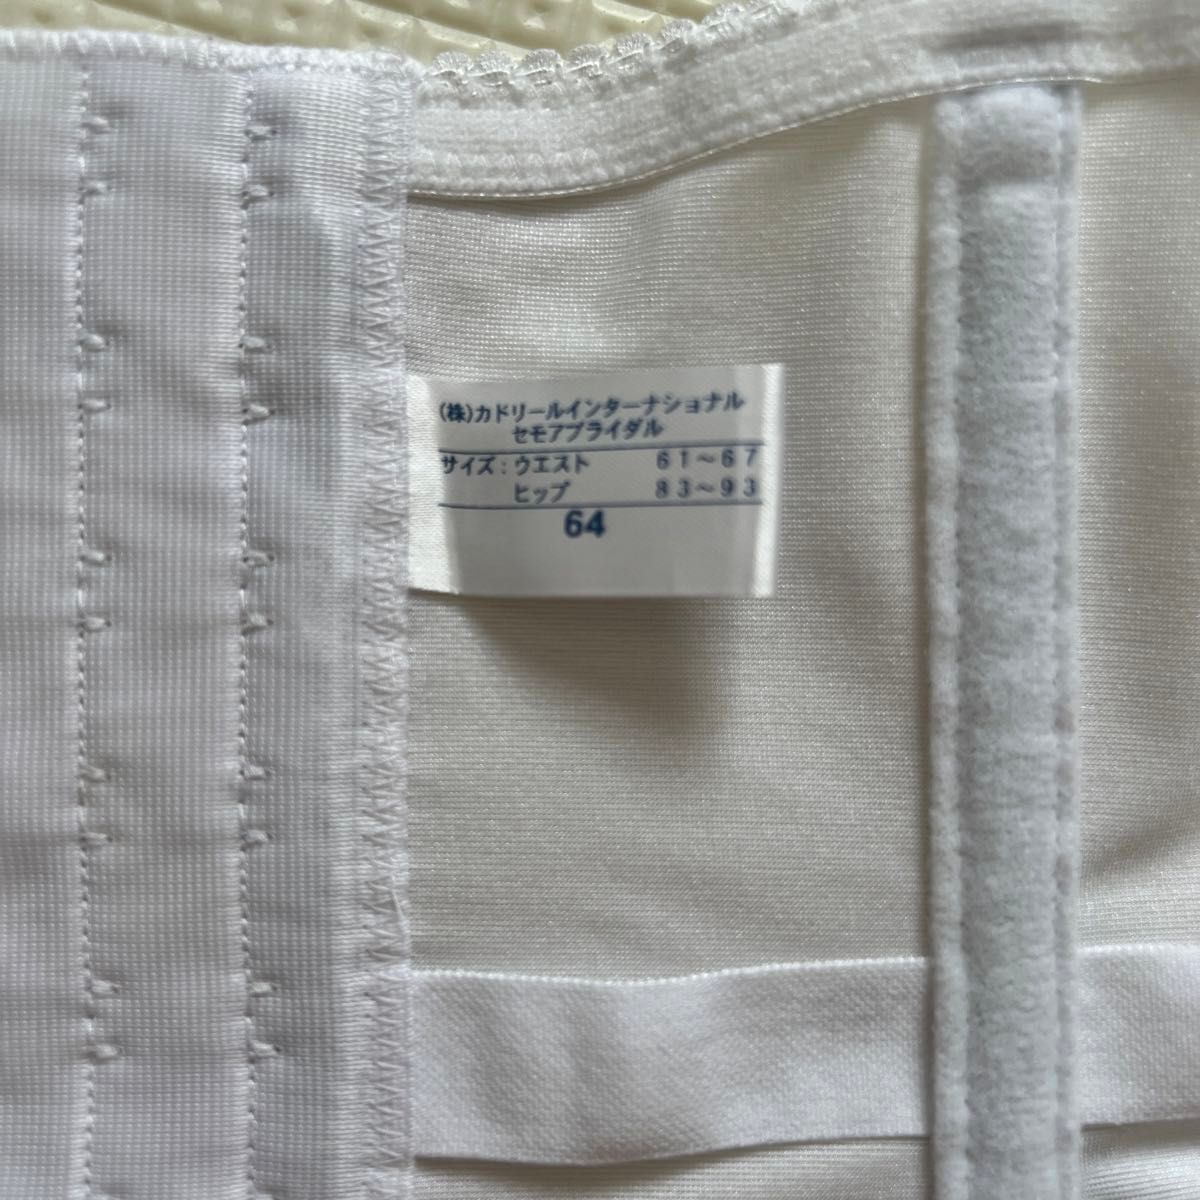 (株)カドリールインターナショナル
セモアブライダル
サイズ：ウエスト 61～67
ヒップ 83～93
64